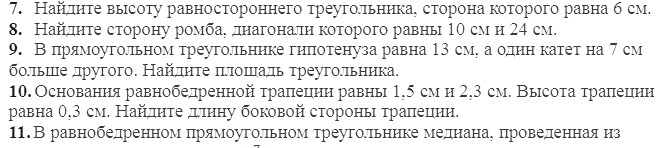 7. Найдите высоту равностороннего треугольника, сторона которого равна 6 см.
8. Найдите сторону ромба, диагонали которого равны 10 см и 24 см.
9. В прямоугольном треугольнике гипотенуза равна 13 см, а один катет на 7 см
больше другого. Найдите площадь треугольника.
10. Основания равнобедренной трапеции равны 1,5 см и 2,3 см. Высота трапеции
равна 0,3 см. Найдите длину боковой стороны трапеции.
11. В равнобедренном прямоугольном треугольнике медиана, проведенная из